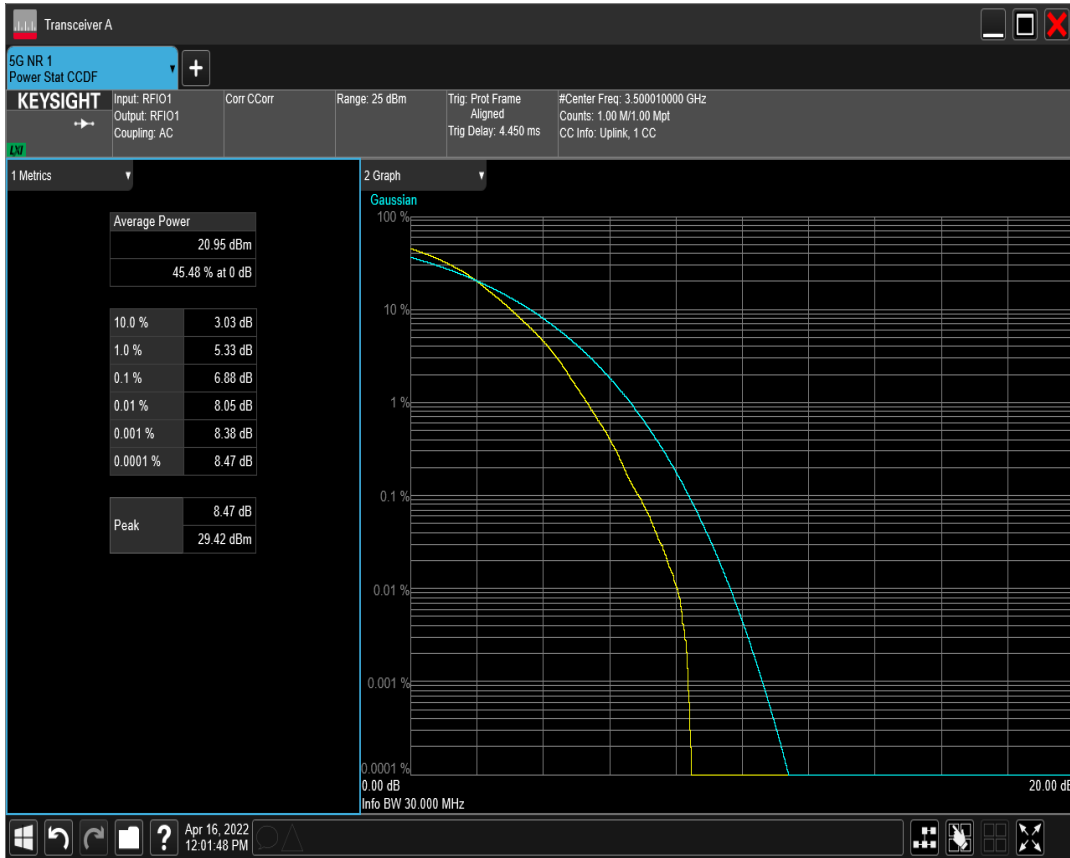 Transceiver A
5G NR 1
Power Stat CCDF
KEYSIGHT
LXI
Input: RFIO1
Output: RFIO1
Coupling: AC
Corr CCorr
Range: 25 dBm
Trig: Prot Frame
Aligned
Trig Delay: 4.450 ms
#Center Freq: 3.500010000 GHz
Counts: 1.00 M/1.00 Mpt
CC Info: Uplink, 1 CC
1 Metrics
Average Power
20.95 dBm
45.48 % at 0 dB
10.0 % 3.03 dB
1.0 % 5.33 dB
0.1 % 6.88 dB
0.01 % 8.05 dB
0.001 % 8.38 dB
0.0001 % 8.47 dB
Peak
8.47 dB
29.42 dBm
2 Graph
Gaussian
100 %
10 %
1 %
0.1 %
0.01 %
0.001 %
0.0001 %
0.00 dB 20.00 dB
Info BW 30.000 MHz
Apr 16, 2022
12:01:48 PM